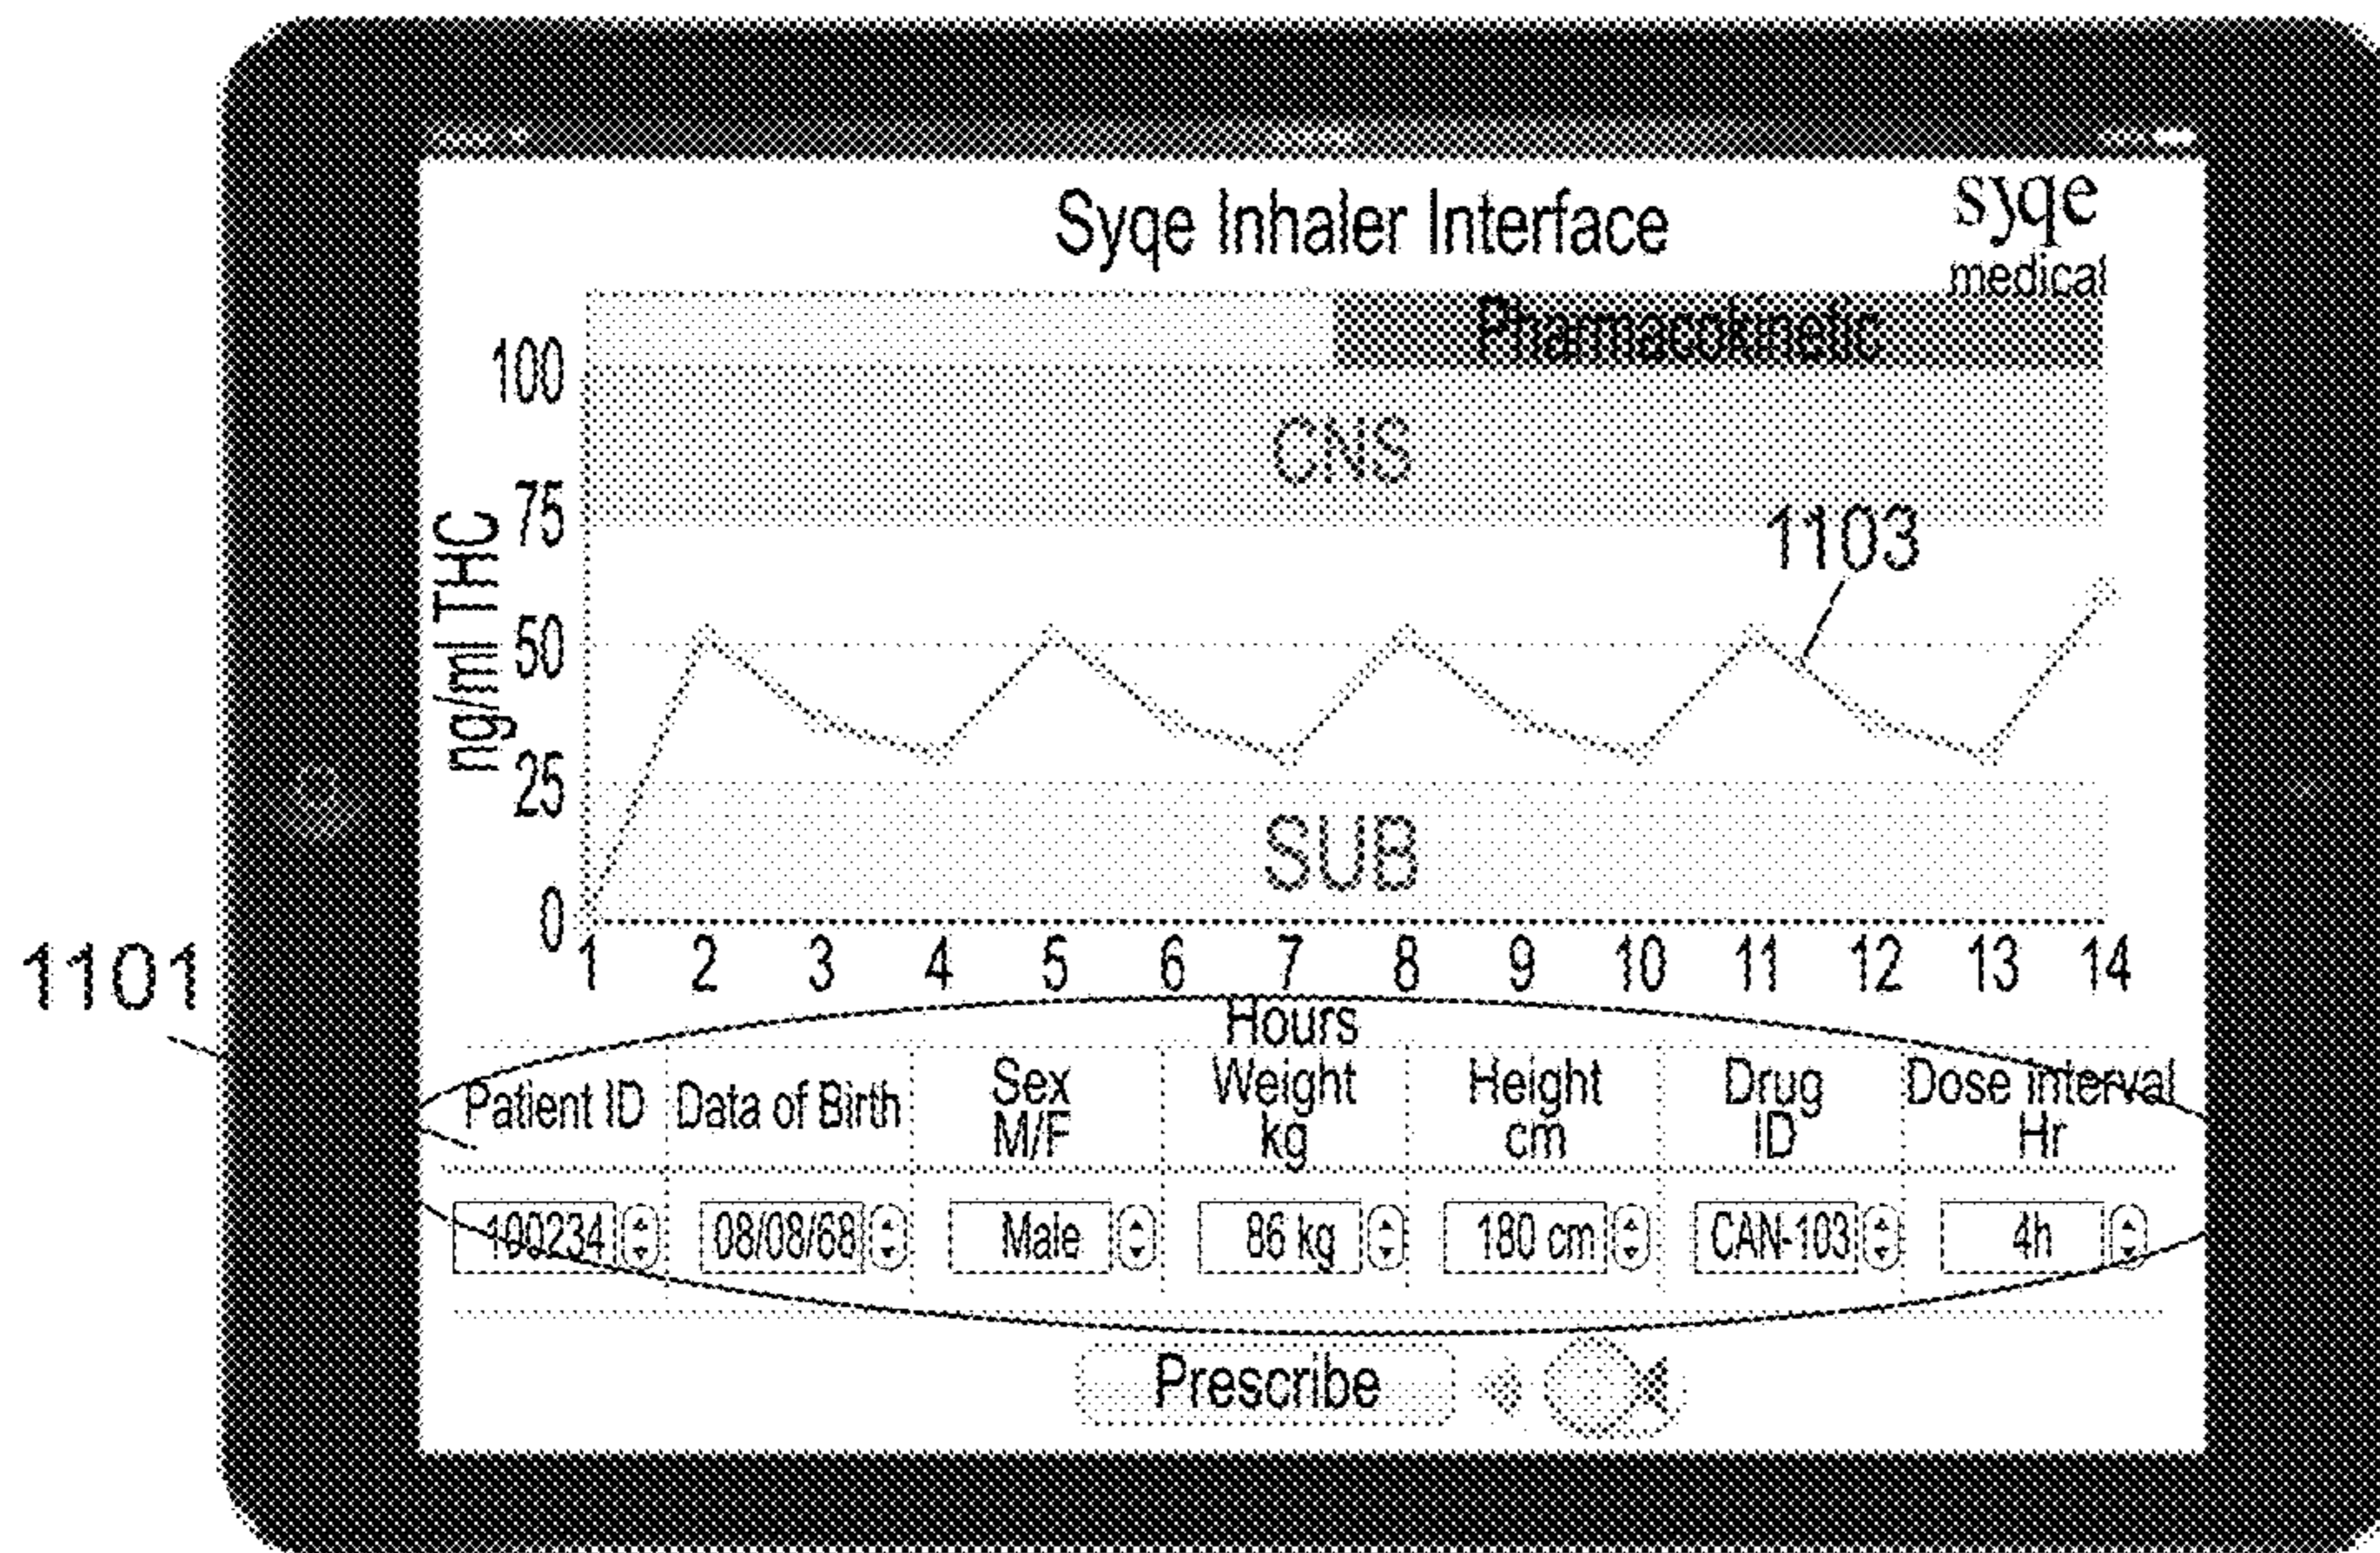 Syqe Inhaler Interface
syqe
medical
Pharmacokinetic
100
CNS
75
1103
ng/ml THC
50
25
SUB
0
1 2 3 4 5 6 7 8 9 10 11 12 13 14
1101
Hours
Patient ID Data of Birth Sex M/F Weight kg Height cm Drug ID Dose interval Hr
100234 08/08/68 Male 86 kg 180 cm CAN-103 4h
Prescribe